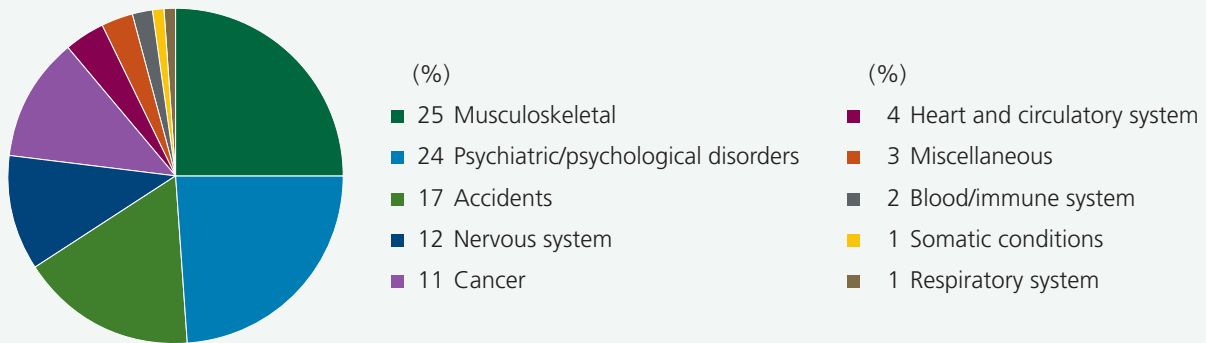 (%)
25 Musculoskeletal
24 Psychiatric/psychological disorders
17 Accidents
12 Nervous system
11 Cancer
(%)
4 Heart and circulatory system
3 Miscellaneous
2 Blood/immune system
1 Somatic conditions
1 Respiratory system